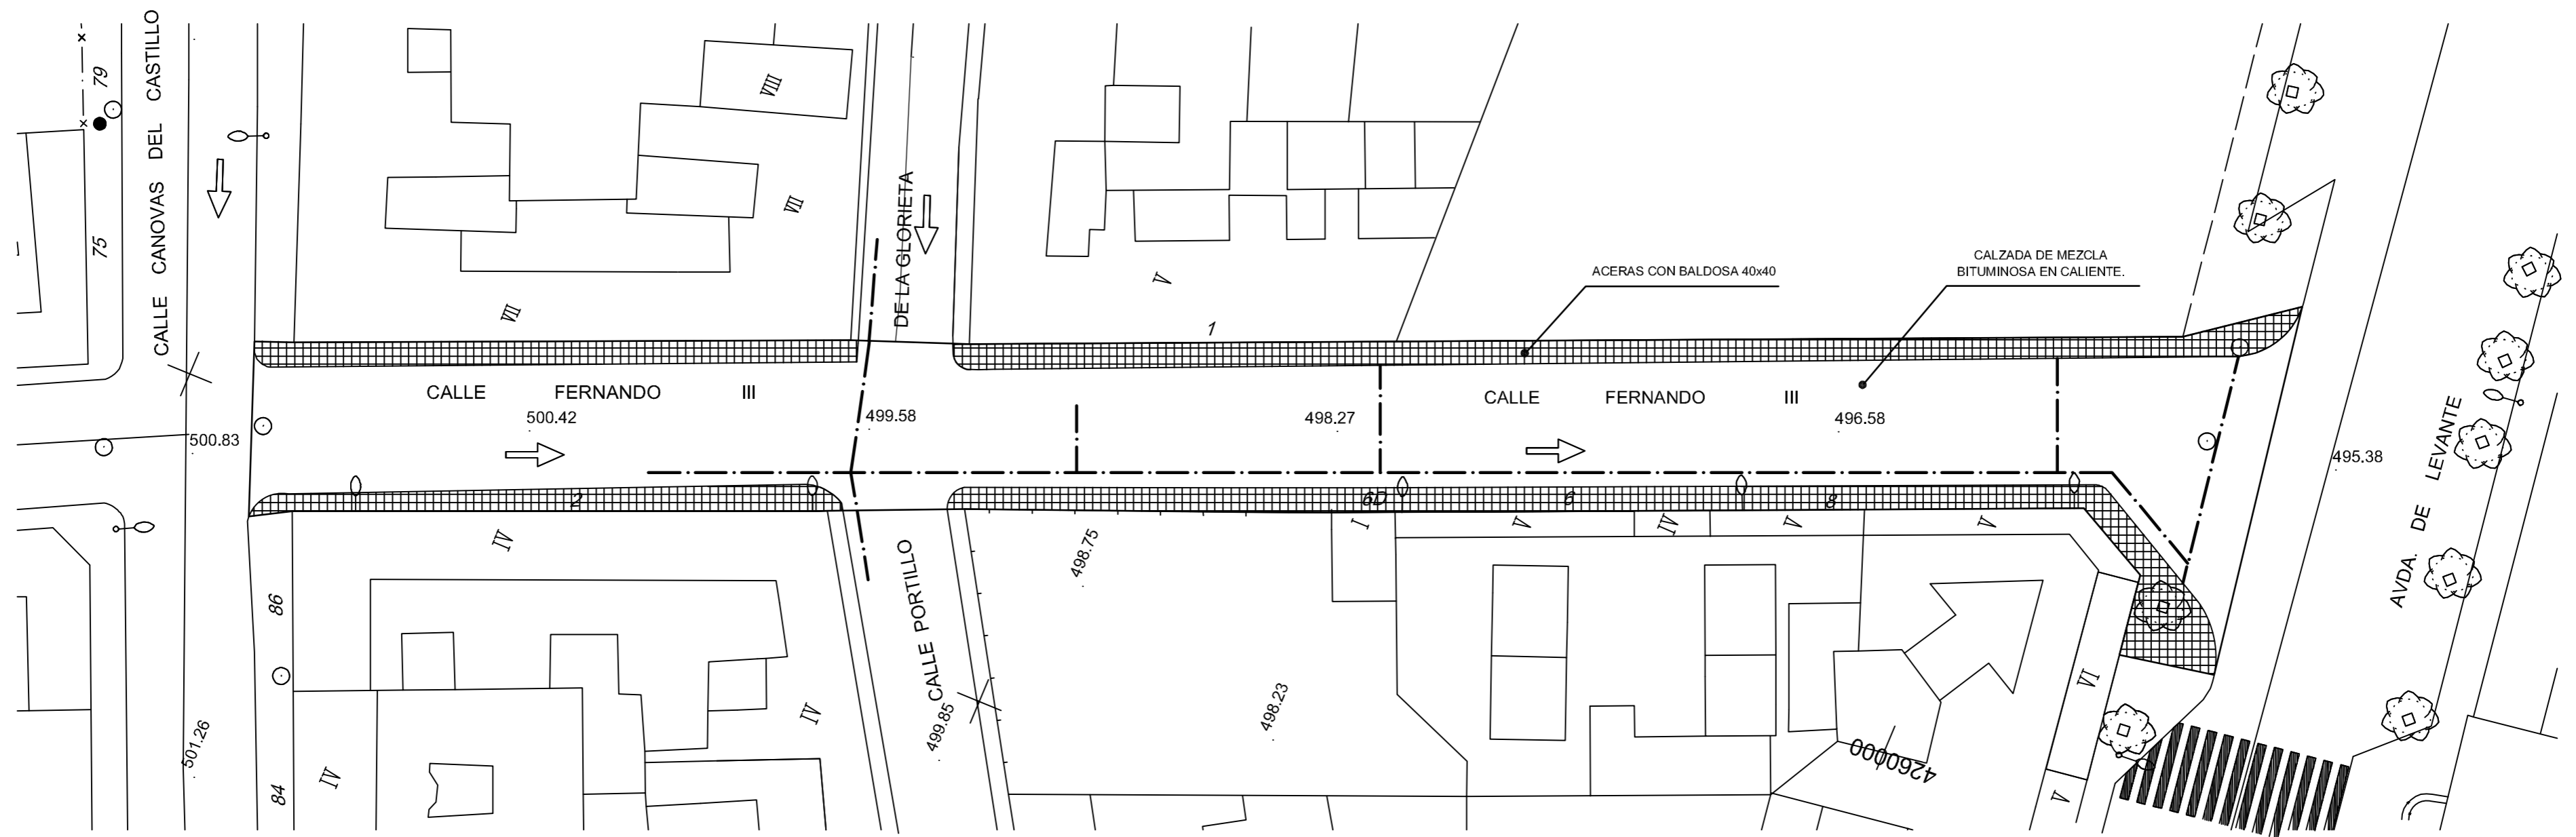 79
CALLE CANOVAS DEL CASTILLO
75
VIII
VII
VII
DE LA GLORIETA
V
1
ACERAS CON BALDOSA 40x40
CALZADA DE MEZCLA
BITUMINOSA EN CALIENTE.
CALLE FERNANDO III
CALLE FERNANDO III
500.83
500.42
499.58
498.27
496.58
495.38
AVDA. DE LEVANTE
2
6D
6
8
IV
I
V
IV
V
V
86
84
501.26
IV
IV
CALLE PORTILLO
499.85
498.75
498.23
4260000
VI
V